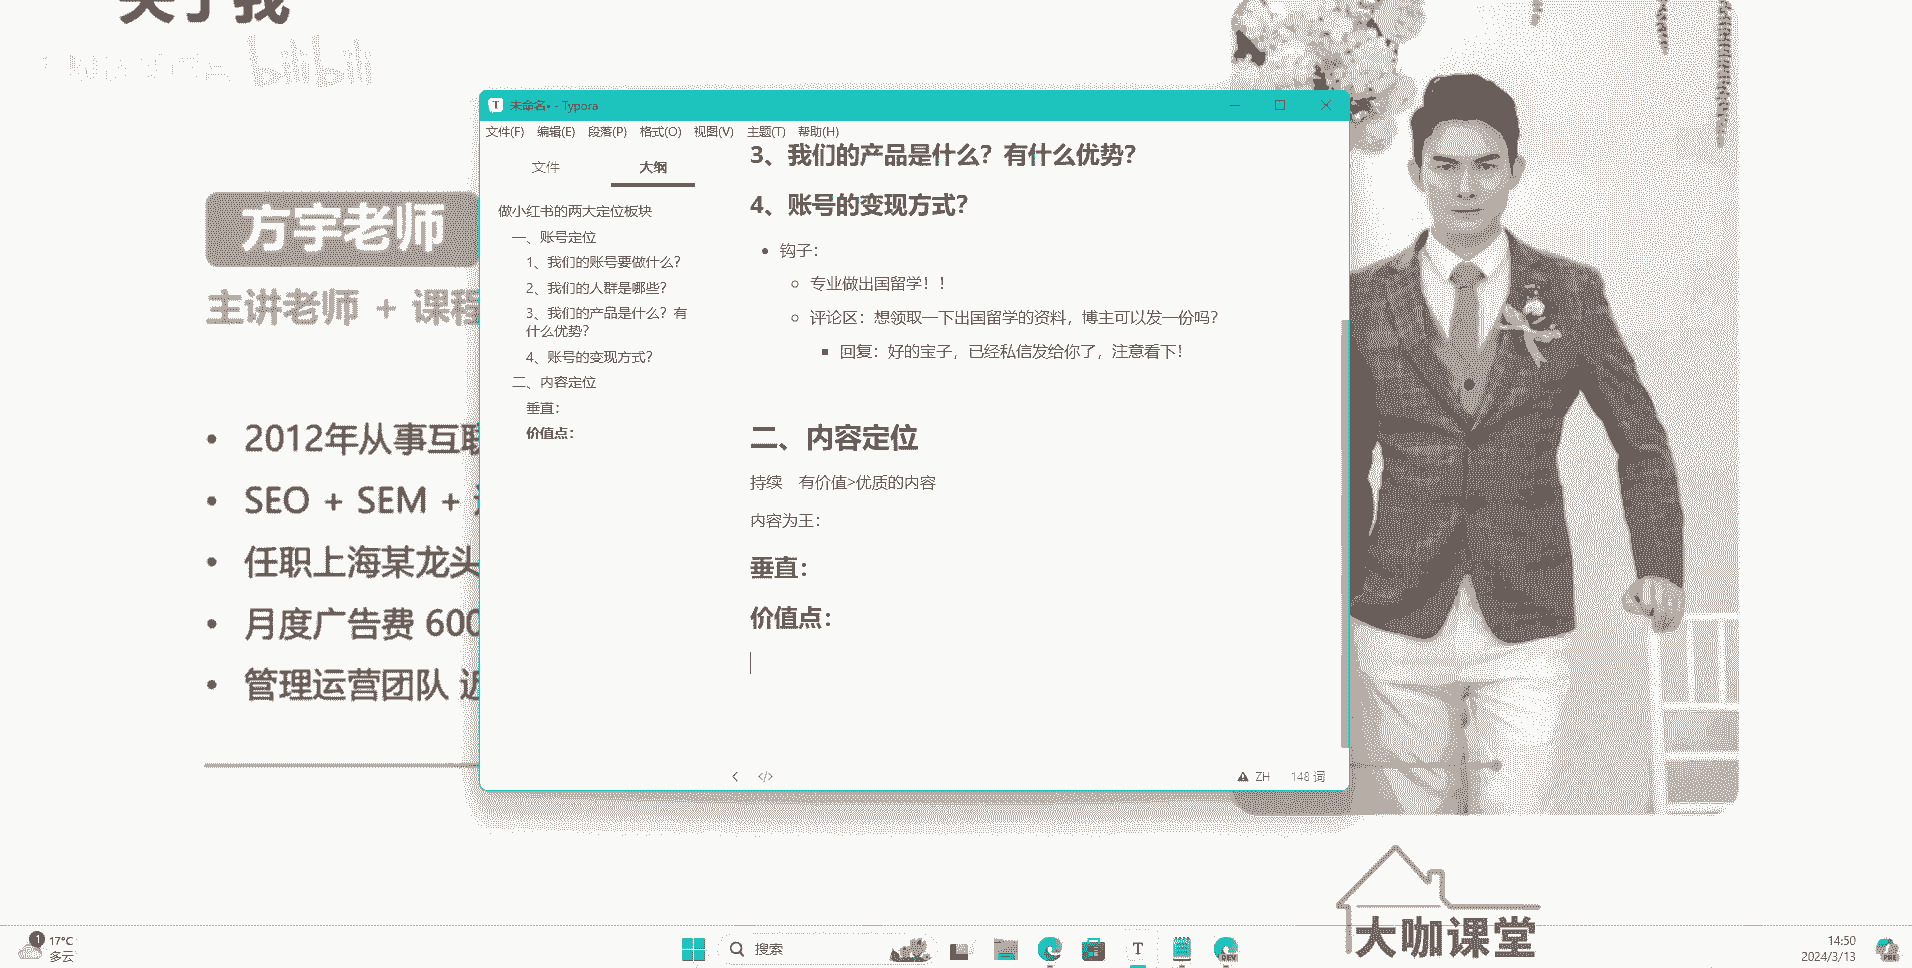 关于我
bilibili
未命名• - Typora
文件(F) 编辑(E) 段落(P) 格式(O) 视图(V) 主题(T) 帮助(H)
文件 大纲
做小红书的两大定位板块
一、账号定位
1、我们的账号要做什么?
2、我们的人群是哪些?
3、我们的产品是什么？有
什么优势?
4、账号的变现方式?
二、内容定位
垂直：
价值点：
3、我们的产品是什么？有什么优势?
4、账号的变现方式?
钩子：
专业做出国留学！！
评论区：想领取一下出国留学的资料，博主可以发一份吗?
回复：好的宝子，已经私信发给你了，注意看下!
二、内容定位
持续 有价值>优质的内容
内容为王：
垂直：
价值点：
</> ZH 148 词
方宇老师
主讲老师 + 课程
• 2012年从事互联
• SEO + SEM +
• 任职上海某龙头
• 月度广告费 600
• 管理运营团队 近
大咖课堂
1 17°C
多云
搜索
T
DEV
14:50
2024/3/13
PRE